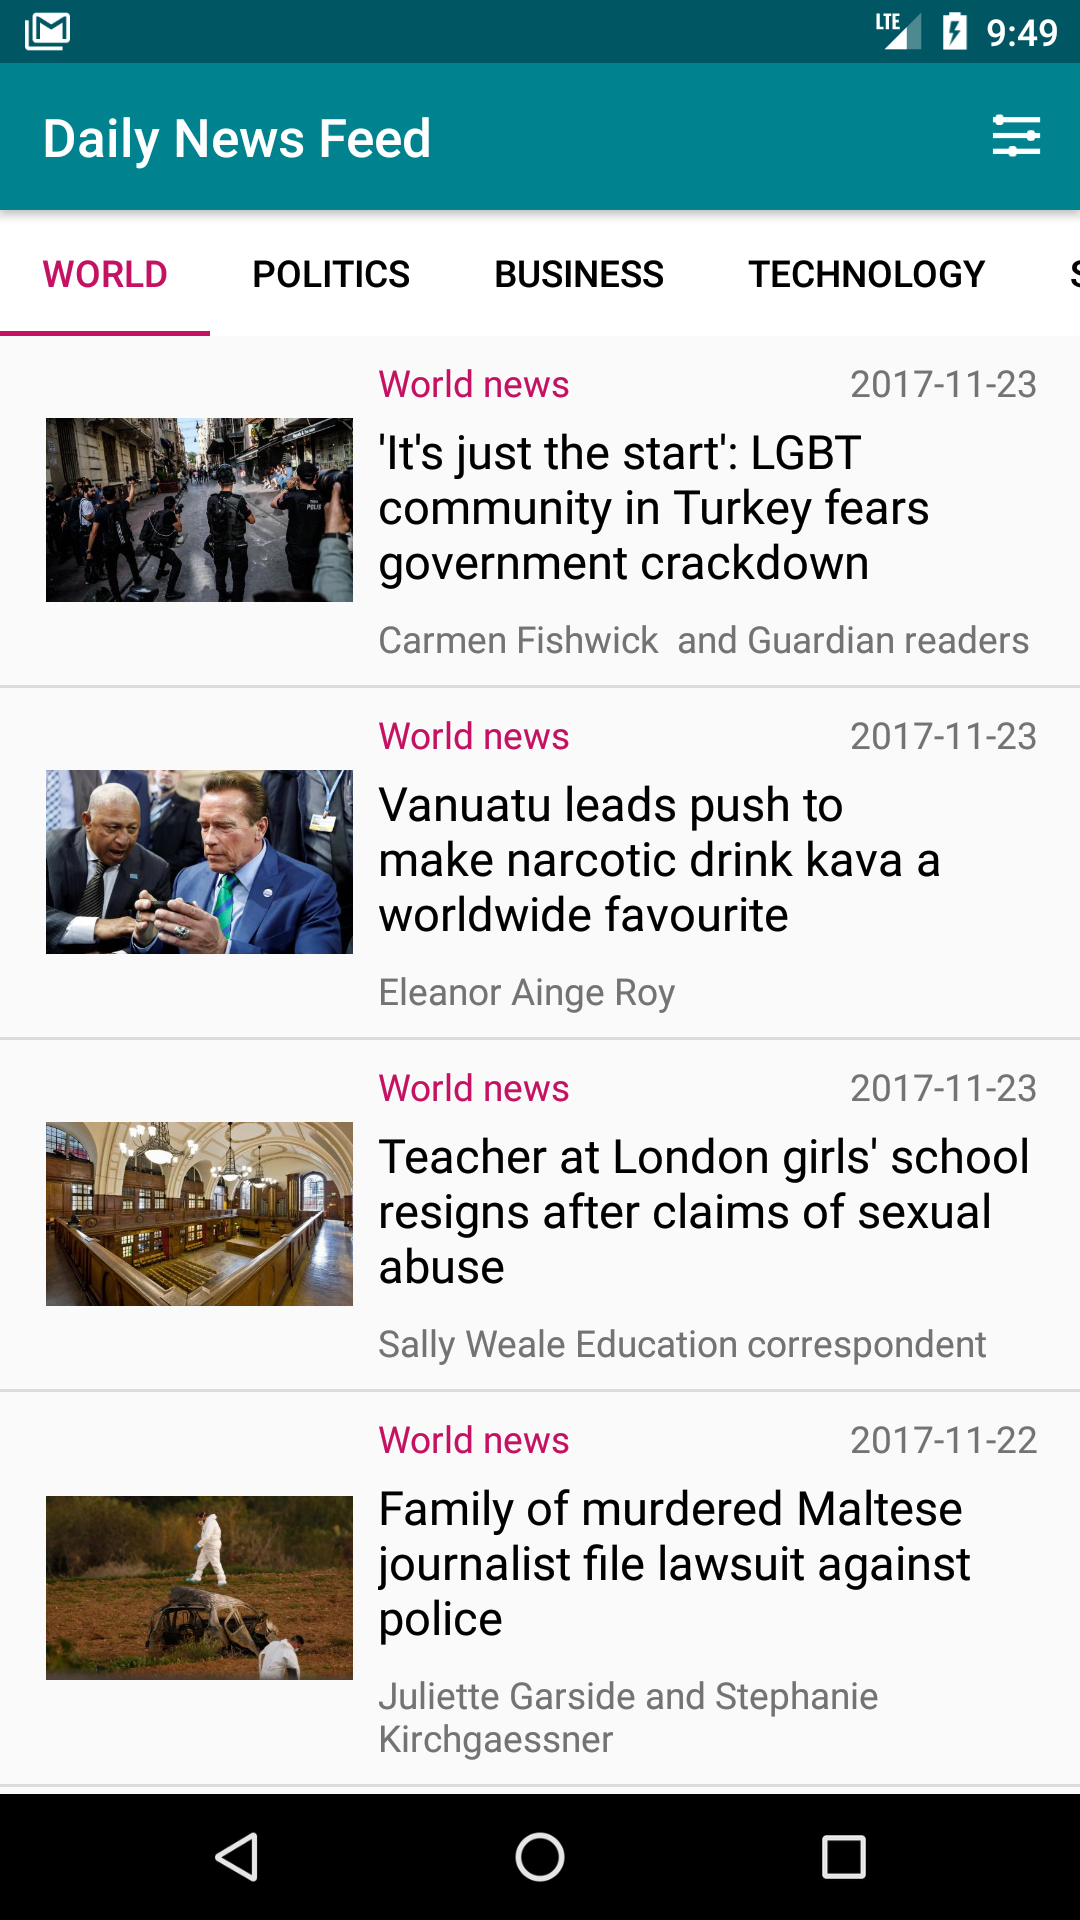 LTE 9:49
Daily News Feed
WORLD POLITICS BUSINESS TECHNOLOGY S
World news 2017-11-23
'It's just the start': LGBT
community in Turkey fears
government crackdown
Carmen Fishwick  and Guardian readers
World news 2017-11-23
Vanuatu leads push to
make narcotic drink kava a
worldwide favourite
Eleanor Ainge Roy
World news 2017-11-23
Teacher at London girls' school
resigns after claims of sexual
abuse
Sally Weale Education correspondent
World news 2017-11-22
Family of murdered Maltese
journalist file lawsuit against
police
Juliette Garside and Stephanie
Kirchgaessner